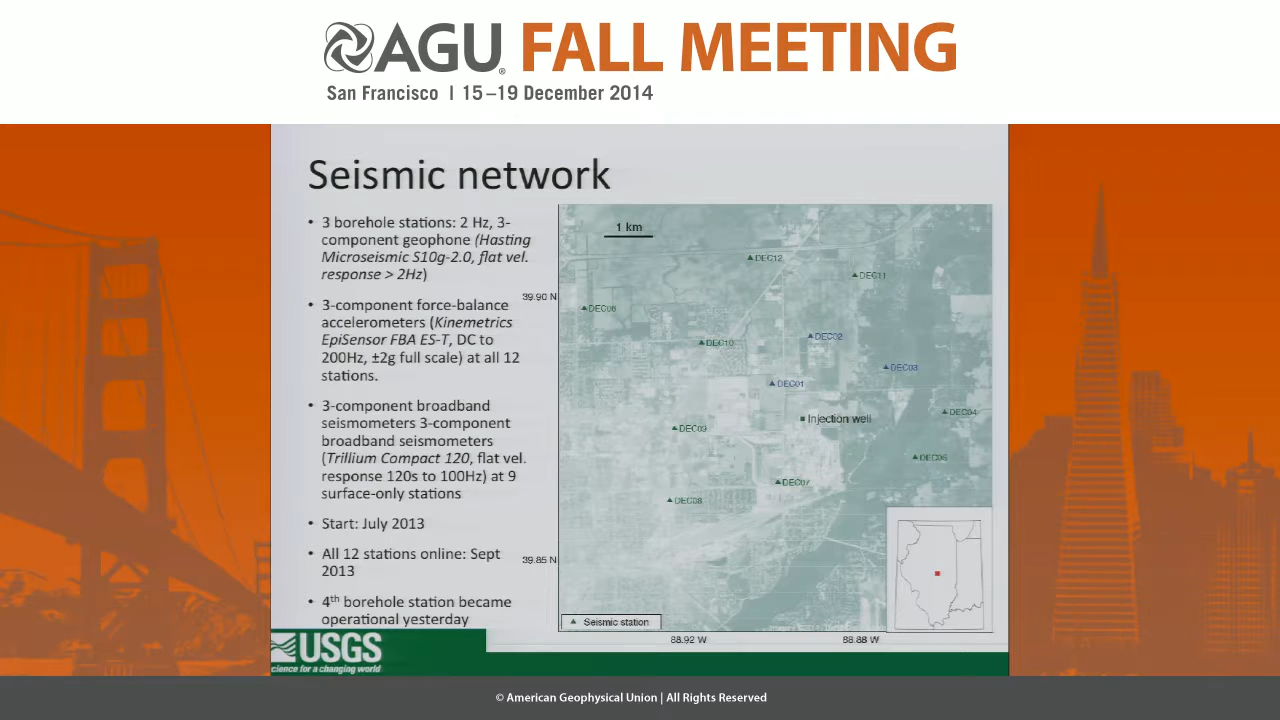 AGU FALL MEETING
San Francisco | 15–19 December 2014
Seismic network
• 3 borehole stations: 2 Hz, 3-
component geophone (Hasting
Microseismic S10g-2.0, flat vel.
response > 2Hz)
• 3-component force-balance
accelerometers (Kinemetrics
EpiSensor FBA ES-T, DC to
200Hz, ±2g full scale) at all 12
stations.
• 3-component broadband
seismometers 3-component
broadband seismometers
(Trillium Compact 120, flat vel.
response 120s to 100Hz) at 9
surface-only stations
• Start: July 2013
• All 12 stations online: Sept
2013
• 4th borehole station became
operational yesterday
1 km
DEC12
DEC11
39.90 N
DEC02
DEC10
DEC03
DEC01
DEC04
Injection well
DEC09
DEC07
DEC08
39.85 N
Seismic station
88.92 W
88.88 W
USGS
science for a changing world
© American Geophysical Union | All Rights Reserved